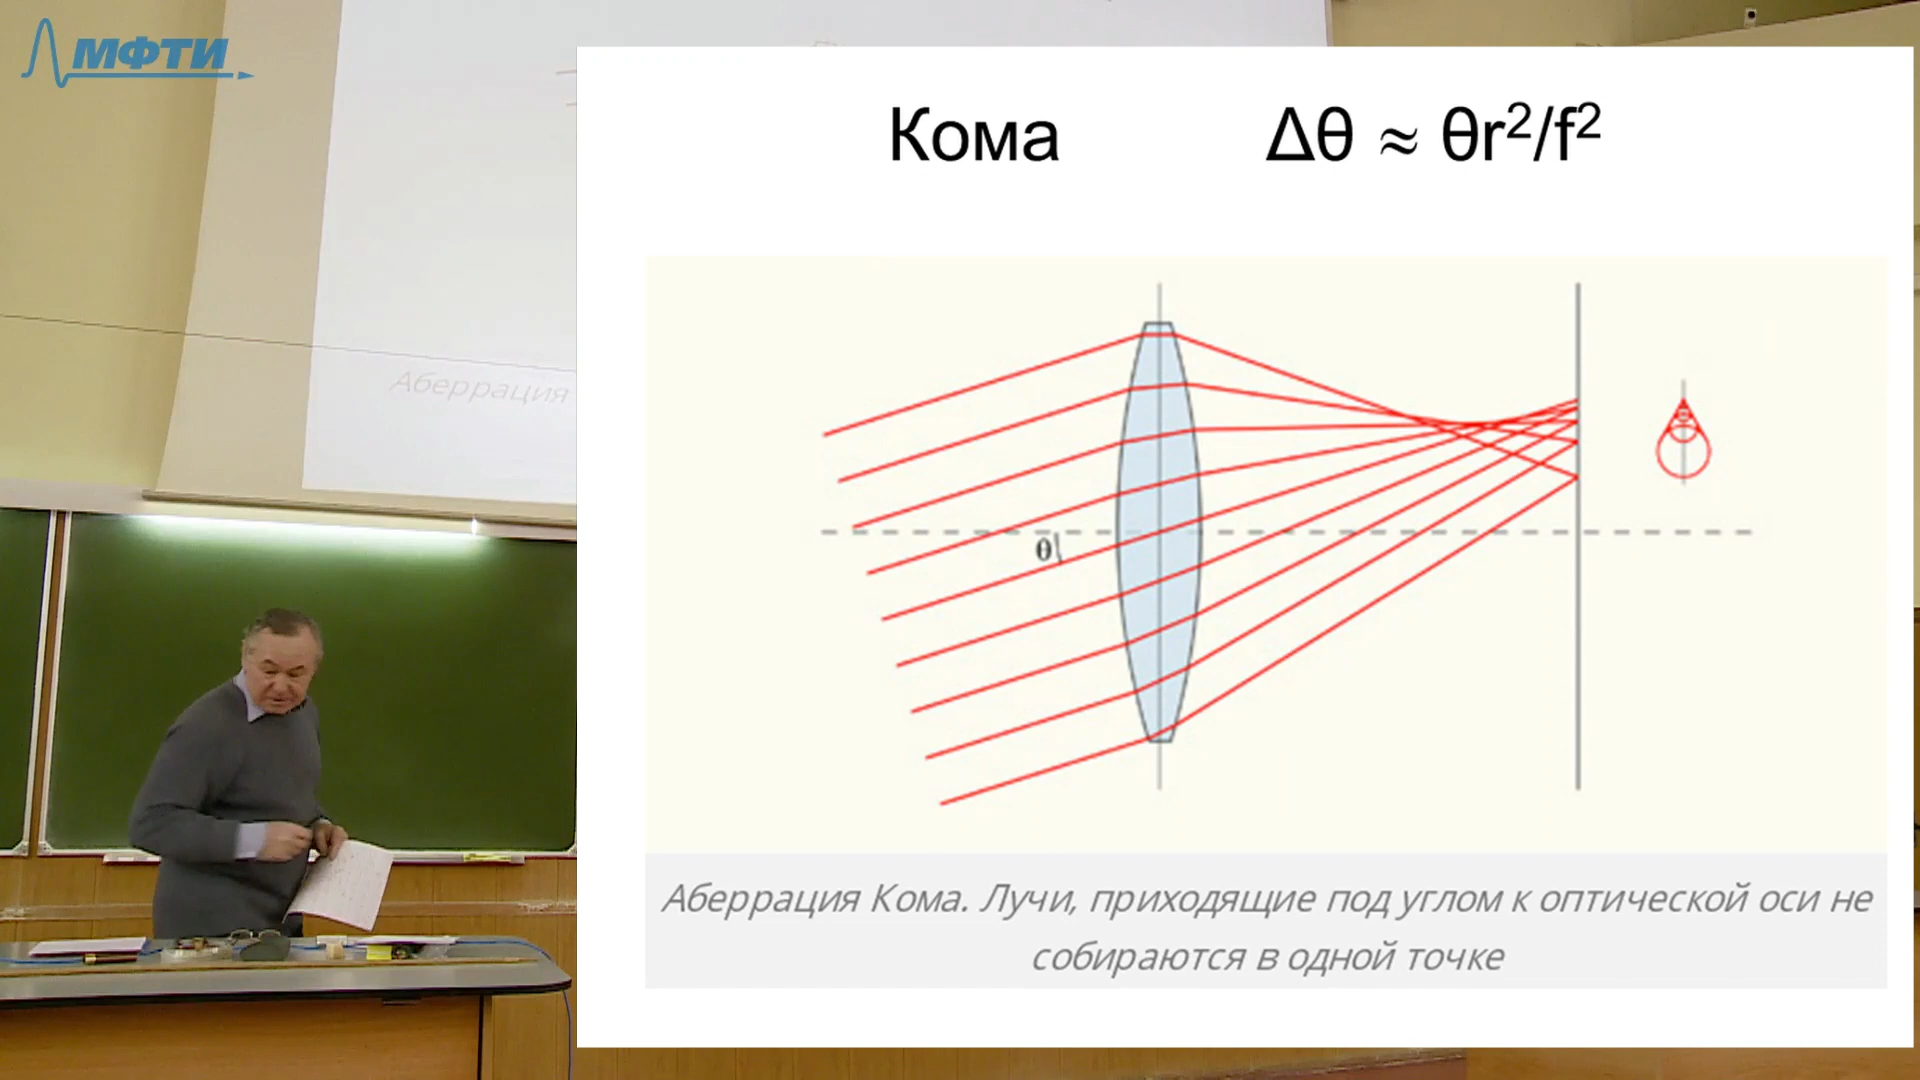 МФТИ
Кома
Δθ ≈ θr²/f²
Аберрация
θ
Аберрация Кома. Лучи, приходящие под углом к оптической оси не
собираются в одной точке